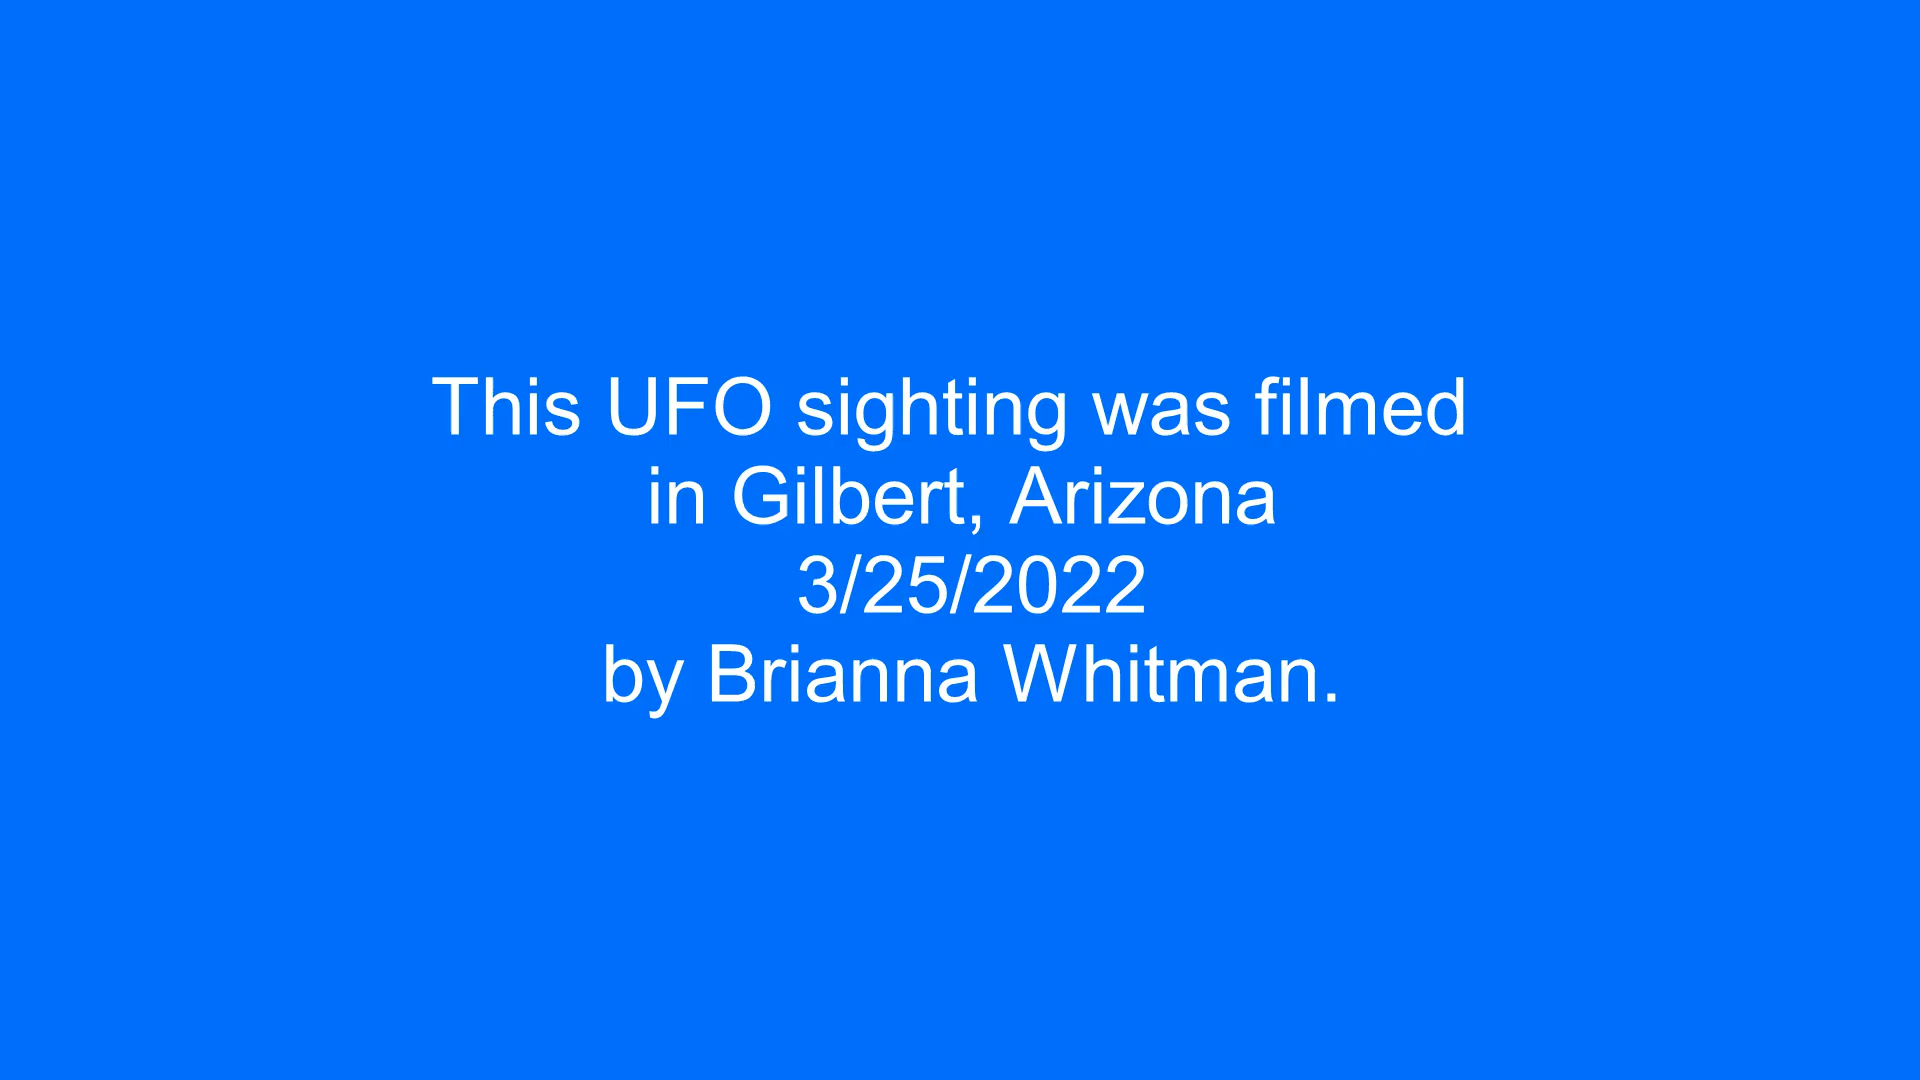 This UFO sighting was filmed
in Gilbert, Arizona
3/25/2022
by Brianna Whitman.